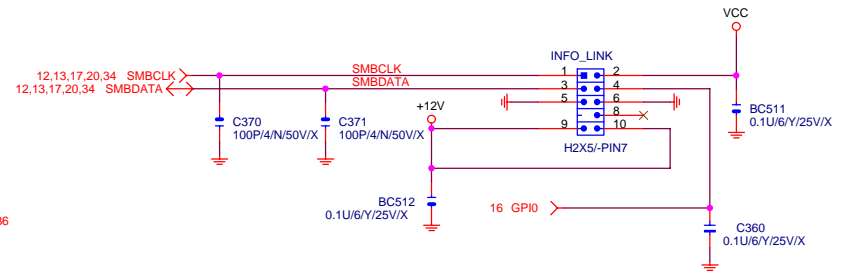 VCC
INFO_LINK
12,13,17,20,34 SMBCLK
SMBCLK
1 2
12,13,17,20,34 SMBDATA
SMBDATA
3 4
5 6
8
9 10
H2X5/-PIN7
+12V
C370
100P/4/N/50V/X
C371
100P/4/N/50V/X
BC511
0.1U/6/Y/25V/X
BC512
0.1U/6/Y/25V/X
16 GPI0
C360
0.1U/6/Y/25V/X